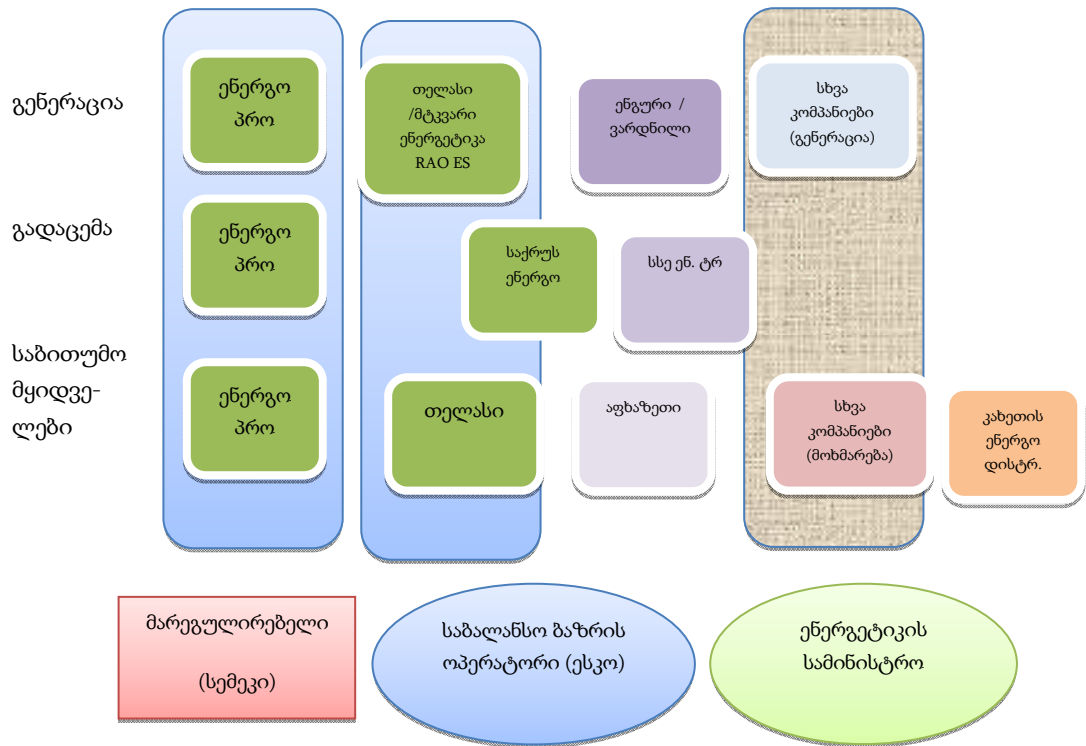 გენერაცია
ენერგო
პრო
თელასი
/მტკვარი
ენერგეტიკა
RAO ES
ენგური /
ვარდნილი
სხვა
კომპანიები
(გენერაცია)
გადაცემა
ენერგო
პრო
საქრუს
ენერგო
სსე ენ. ტრ
საბითუმო
მყიდვე-
ლები
ენერგო
პრო
თელასი
აფხაზეთი
სხვა
კომპანიები
(მოხმარება)
კახეთის
ენერგო
დისტრ.
მარეგულირებელი
(სემეკი)
საბალანსო ბაზრის
ოპერატორი (ესკო)
ენერგეტიკის
სამინისტრო